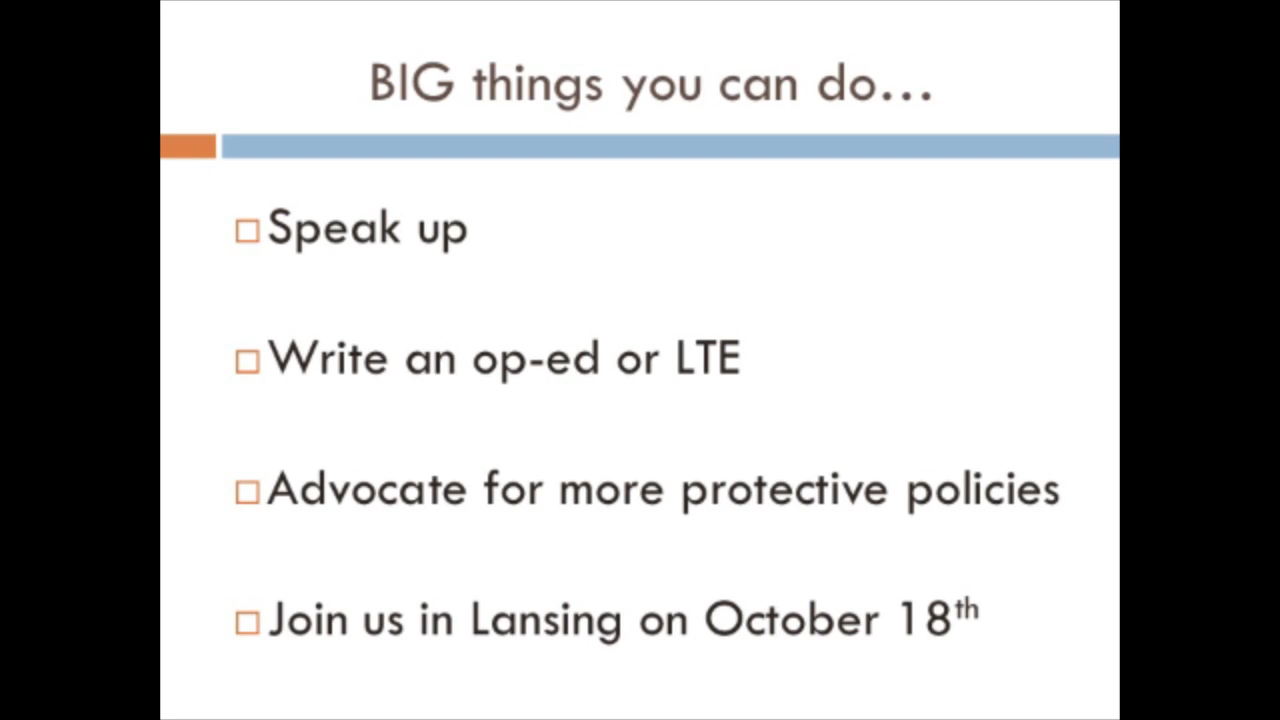 BIG things you can do...
Speak up
Write an op-ed or LTE
Advocate for more protective policies
Join us in Lansing on October 18th